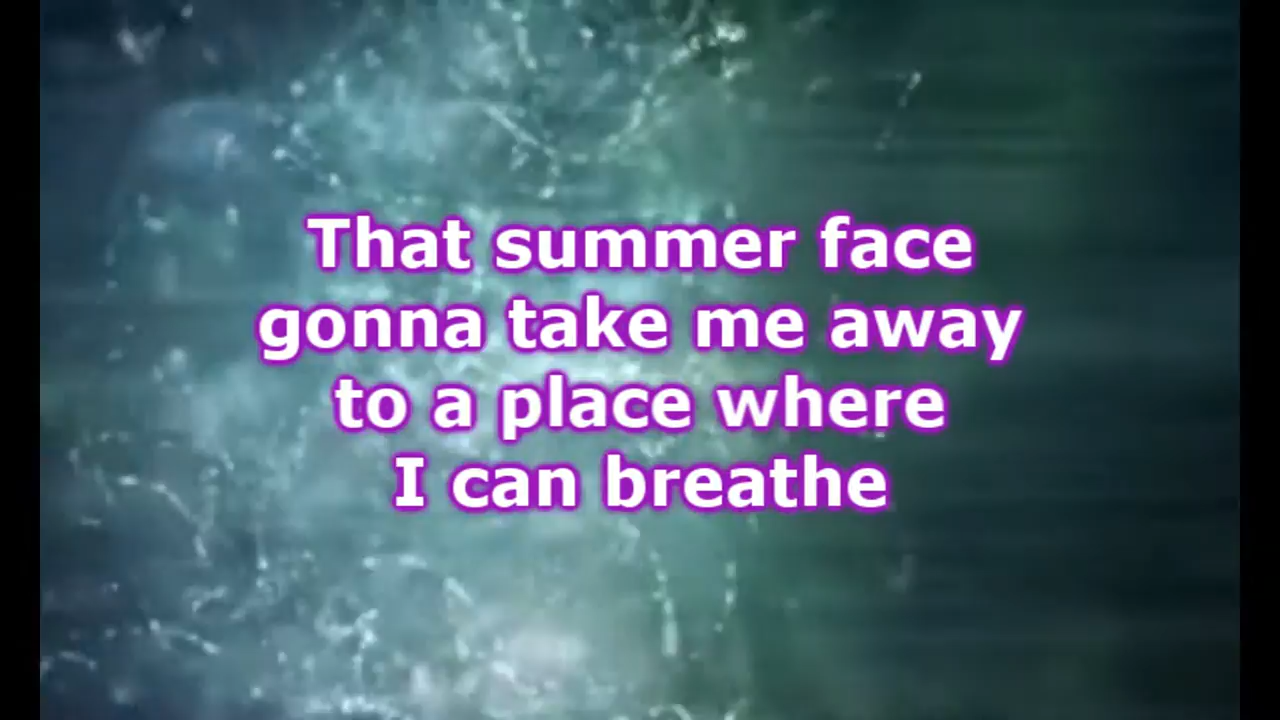 That summer face
gonna take me away
to a place where
I can breathe